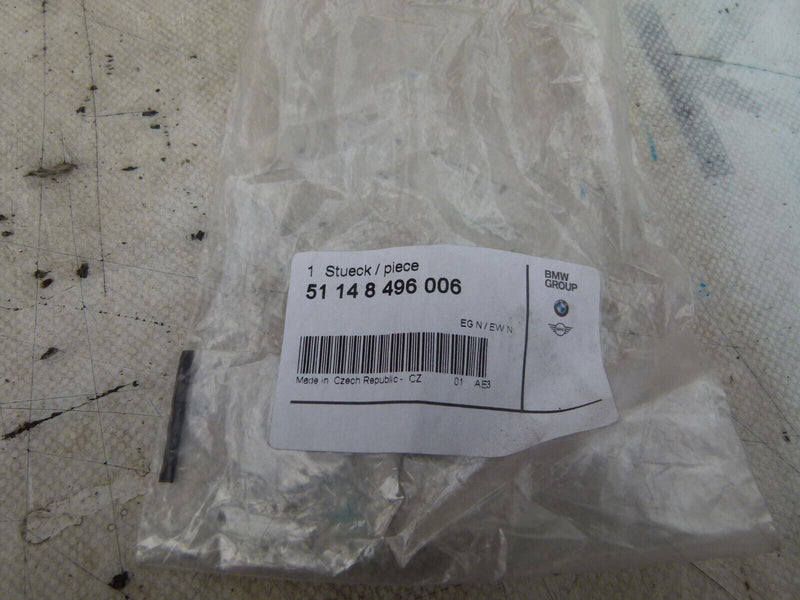 1 Stueck / piece
51 14 8 496 006
EG N / EW N
Made in Czech Republic - CZ 01 AE3
BMW
GROUP